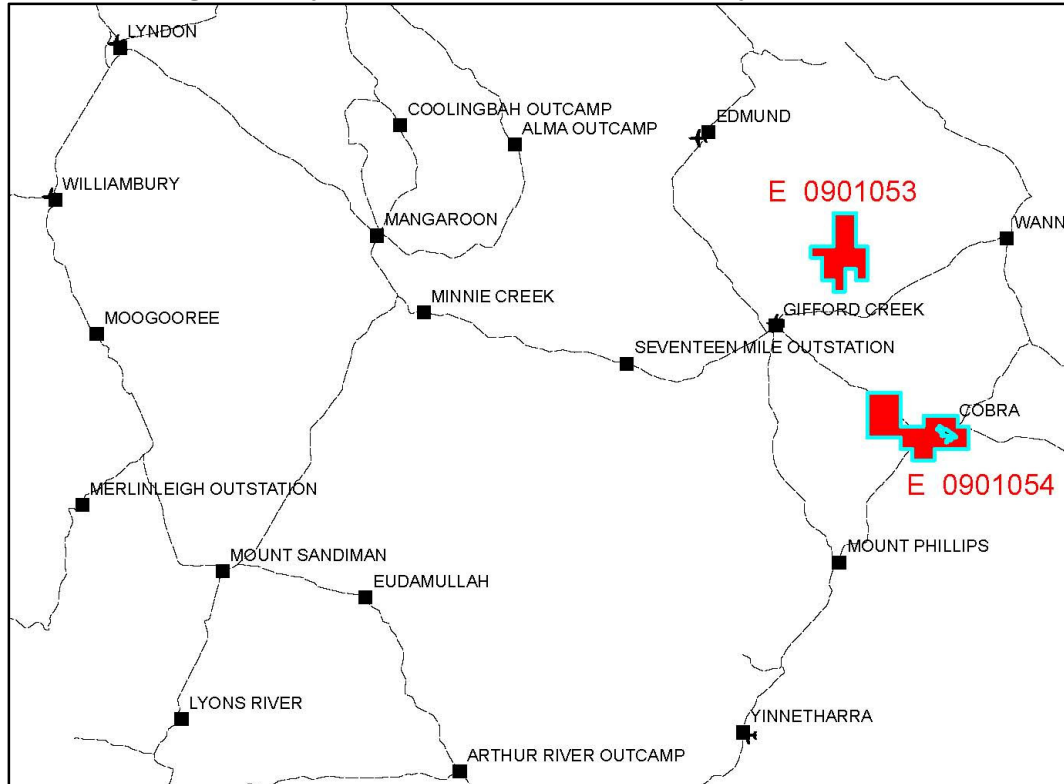 LYNDON
COOLINGBAH OUTCAMP
ALMA OUTCAMP
EDMUND
WILLIAMBURY
E 0901053
MANGAROON
WANN
MINNIE CREEK
GIFFORD CREEK
MOOGOOREE
SEVENTEEN MILE OUTSTATION
COBRA
E 0901054
MERLINLEIGH OUTSTATION
MOUNT SANDIMAN
MOUNT PHILLIPS
EUDAMULLAH
LYONS RIVER
YINNETHARRA
ARTHUR RIVER OUTCAMP